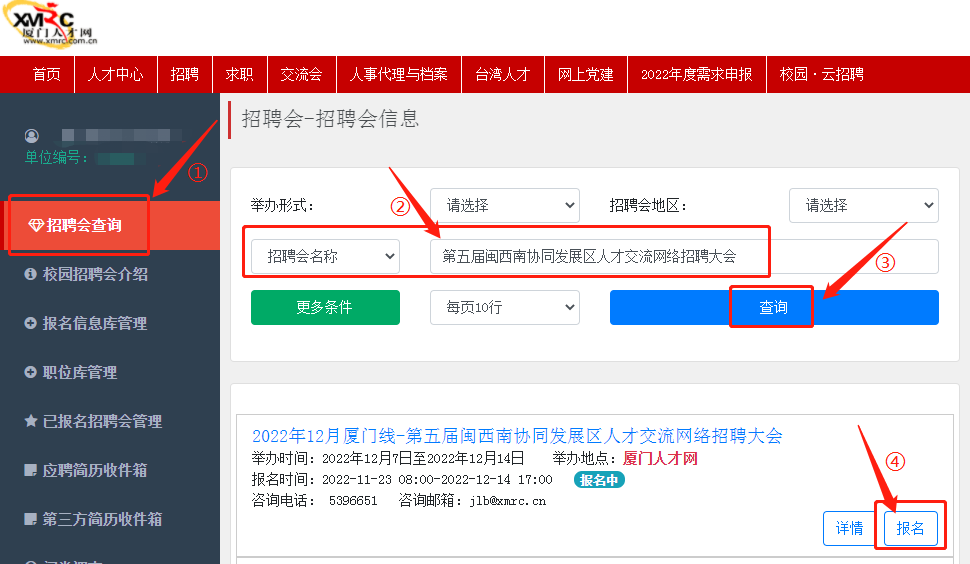 XMRC
厦门人才网
www.xmrc.com.cn
首页 人才中心 招聘 求职 交流会 人事代理与档案 台湾人才 网上党建 2022年度需求申报 校园·云招聘
招聘会-招聘会信息
单位编号：
①
招聘会查询
校园招聘会介绍
报名信息库管理
职位库管理
已报名招聘会管理
应聘简历收件箱
第三方简历收件箱
举办形式： ② 请选择 招聘会地区： 请选择
招聘会名称 第五届闽西南协同发展区人才交流网络招聘大会
③
更多条件 每页10行 查询
2022年12月厦门线-第五届闽西南协同发展区人才交流网络招聘大会
举办时间：2022年12月7日至2022年12月14日 举办地点：厦门人才网
报名时间：2022-11-23 08:00-2022-12-14 17:00 报名中
咨询电话： 5396651 咨询邮箱：jlb@xmrc.cn
④
详情 报名